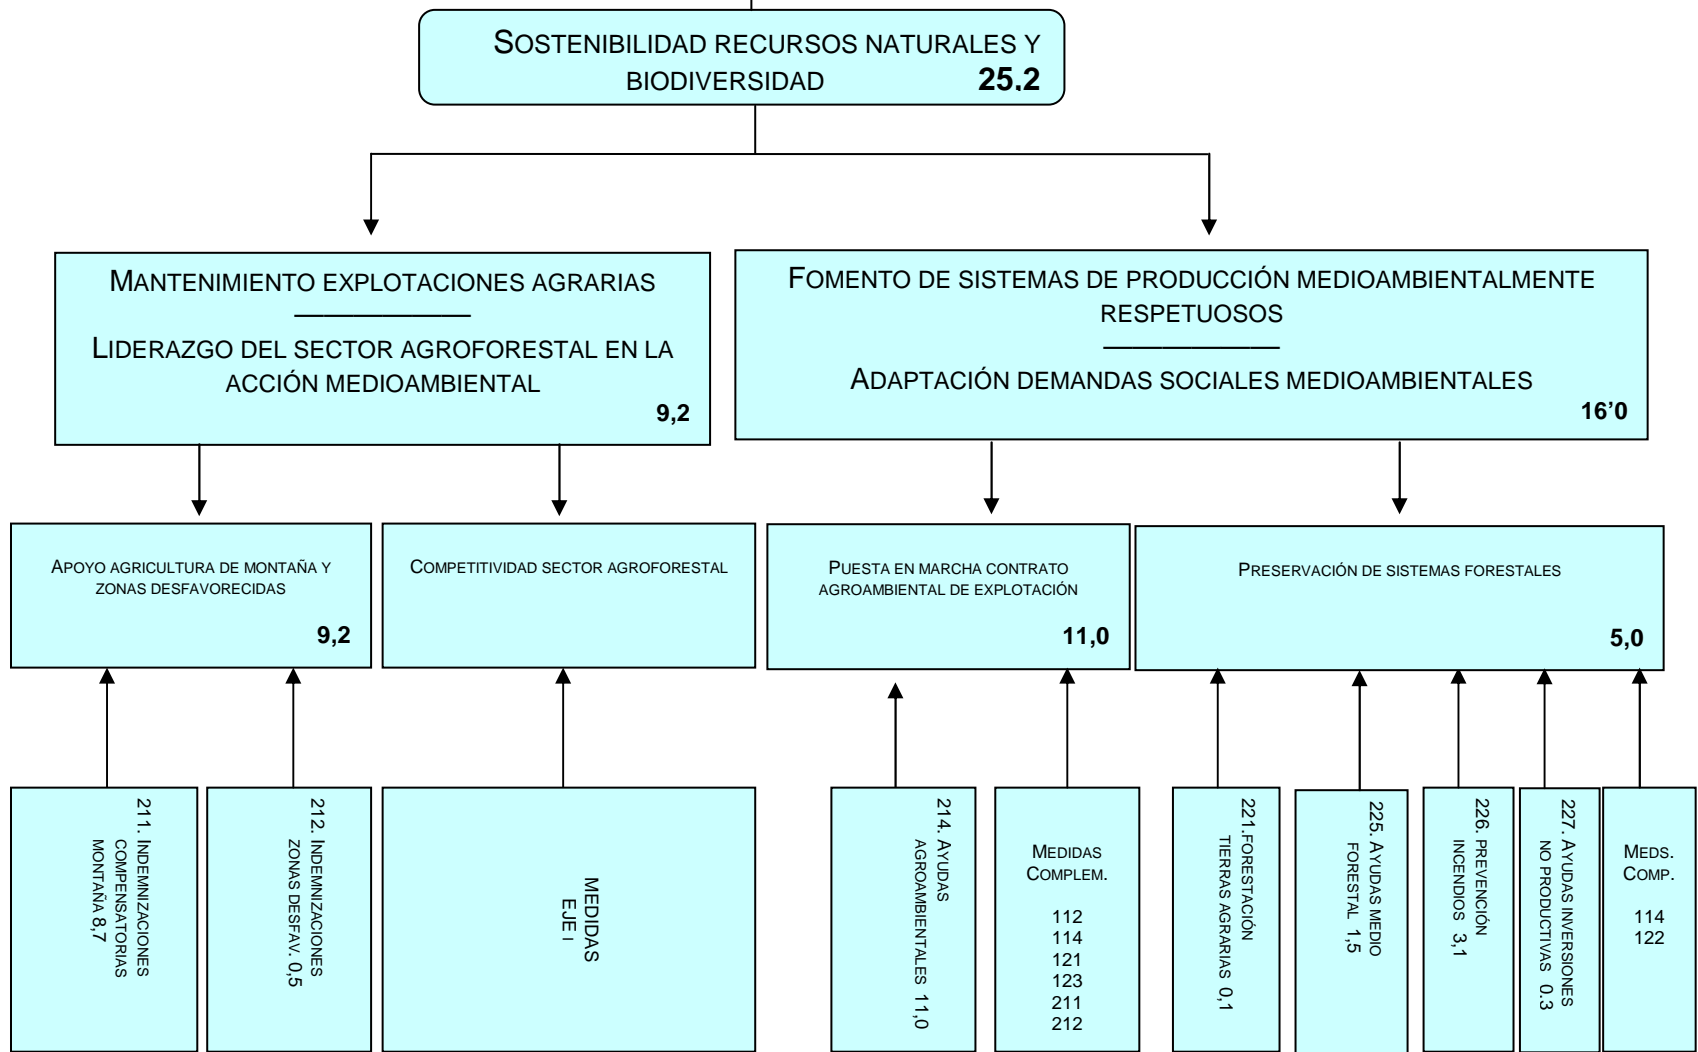 SOSTENIBILIDAD RECURSOS NATURALES Y
BIODIVERSIDAD 25,2
MANTENIMIENTO EXPLOTACIONES AGRARIAS
LIDERAZGO DEL SECTOR AGROFORESTAL EN LA
ACCIÓN MEDIOAMBIENTAL
9,2
FOMENTO DE SISTEMAS DE PRODUCCIÓN MEDIOAMBIENTALMENTE
RESPETUOSOS
ADAPTACIÓN DEMANDAS SOCIALES MEDIOAMBIENTALES
16'0
APOYO AGRICULTURA DE MONTAÑA Y
ZONAS DESFAVORECIDAS
9,2
COMPETITIVIDAD SECTOR AGROFORESTAL
PUESTA EN MARCHA CONTRATO
AGROAMBIENTAL DE EXPLOTACIÓN
11,0
PRESERVACIÓN DE SISTEMAS FORESTALES
5,0
211. INDEMNIZACIONES
COMPENSATORIAS
MONTAÑA 8,7
212. INDEMNIZACIONES
ZONAS DESFAV. 0,5
MEDIDAS
EJE I
214. AYUDAS
AGROAMBIENTALES 11,0
MEDIDAS
COMPLEM.
112
114
121
123
211
212
221.FORESTACIÓN
TIERRAS AGRARIAS 0,1
225. AYUDAS MEDIO
FORESTAL 1,5
226. PREVENCIÓN
INCENDIOS 3,1
227. AYUDAS INVERSIONES
NO PRODUCTIVAS 0.3
MEDS.
COMP.
114
122